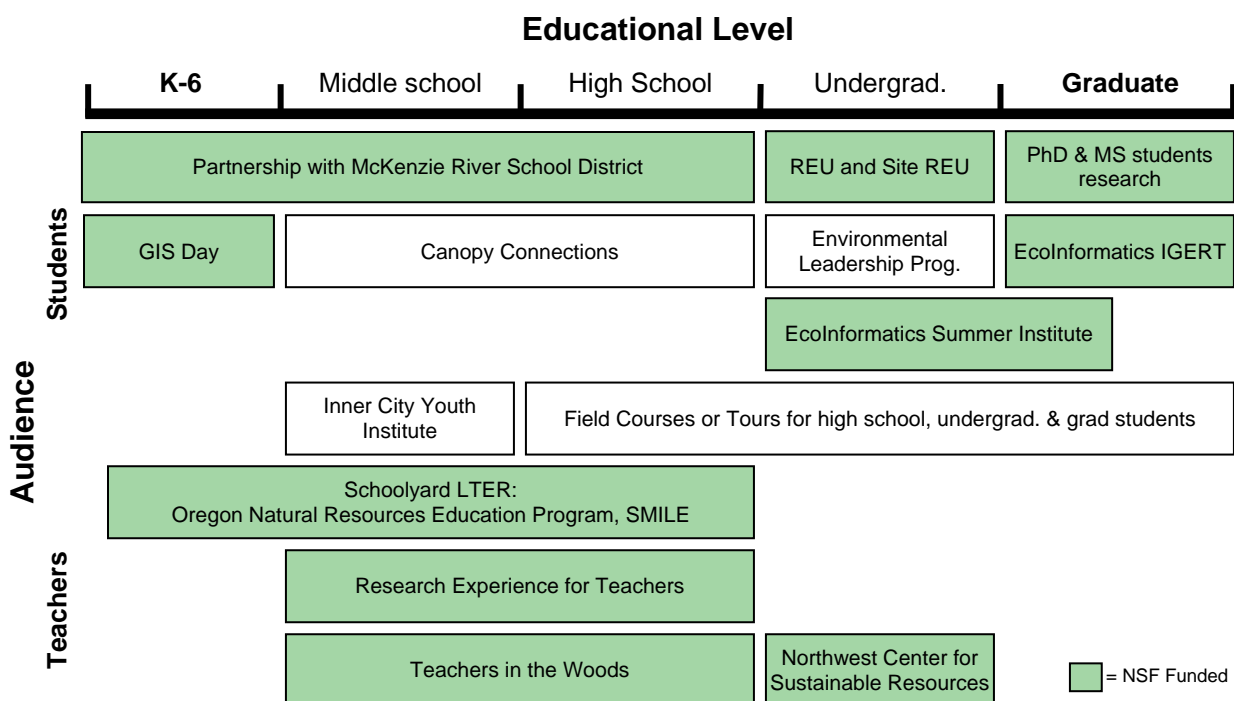 Educational Level
K-6
Middle school
High School
Undergrad.
Graduate
Audience
Students
Partnership with McKenzie River School District
REU and Site REU
PhD & MS students
research
GIS Day
Canopy Connections
Environmental
Leadership Prog.
EcoInformatics IGERT
EcoInformatics Summer Institute
Inner City Youth
Institute
Field Courses or Tours for high school, undergrad. & grad students
Teachers
Schoolyard LTER:
Oregon Natural Resources Education Program, SMILE
Research Experience for Teachers
Teachers in the Woods
Northwest Center for
Sustainable Resources
= NSF Funded